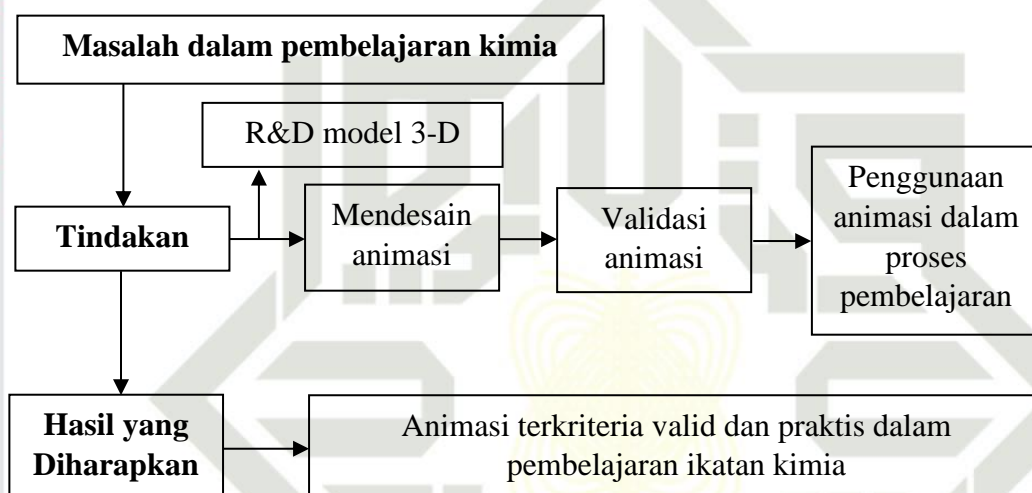 Masalah dalam pembelajaran kimia
R&D model 3-D
Tindakan
Mendesain
animasi
Validasi
animasi
Penggunaan
animasi dalam
proses
pembelajaran
Hasil yang
Diharapkan
Animasi terkriteria valid dan praktis dalam
pembelajaran ikatan kimia